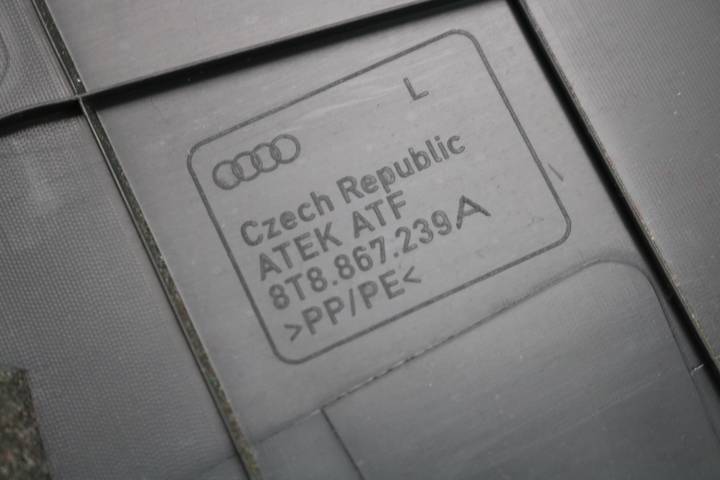 L
Czech Republic
ATEK ATF
8T8.867.239A
>PP/PE<